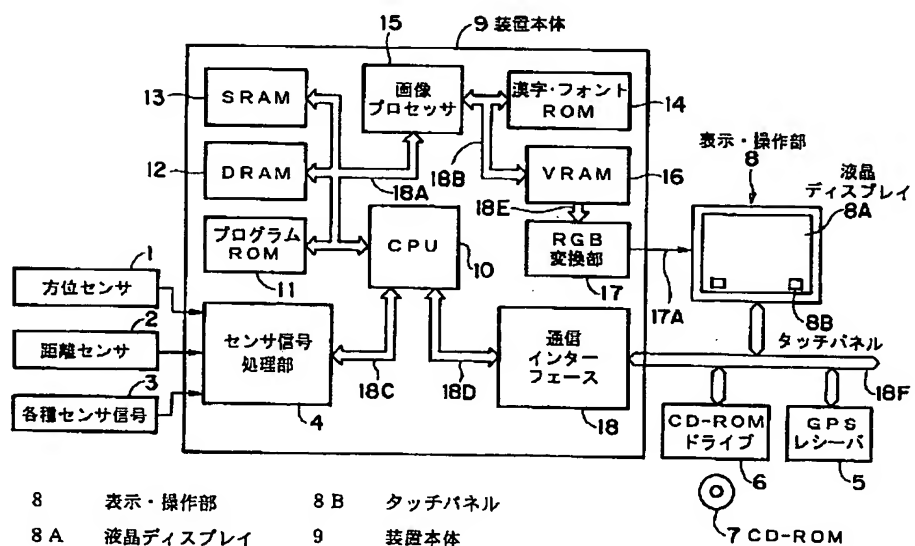 9 装置本体
15
13
SRAM
画像
プロセッサ
漢字・フォント
ROM
14
12
DRAM
18A
18B
VRAM
16
表示・操作部
8
液晶
ディスプレイ
8A
18E
プログラム
ROM
11
CPU
10
RGB
変換部
17
17A
8B
タッチパネル
1
方位センサ
2
距離センサ
3
各種センサ信号
センサ信号
処理部
4
18C
18D
通信
インター
フェース
18
18F
CD-ROM
ドライブ
6
GPS
レシーバ
5
7 CD-ROM
8 表示・操作部 8B タッチパネル
8A 液晶ディスプレイ 9 装置本体